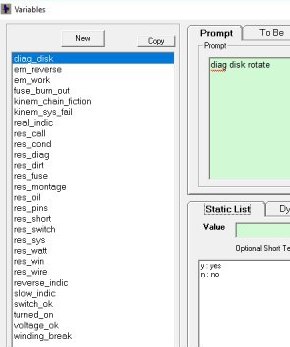 Variables
New
Copy
diag_disk
em_reverse
em_work
fuse_burn_out
kinem_chain_fiction
kinem_sys_fail
real_indic
res_call
res_cond
res_diag
res_dirt
res_fuse
res_montage
res_oil
res_pins
res_short
res_switch
res_sys
res_watt
res_win
res_wire
reverse_indic
slow_indic
switch_ok
turned_on
voltage_ok
winding_break
Prompt
To Be
Prompt
diag disk rotate
Static List
Dy
Value
Optional Short Te
y : yes
n : no